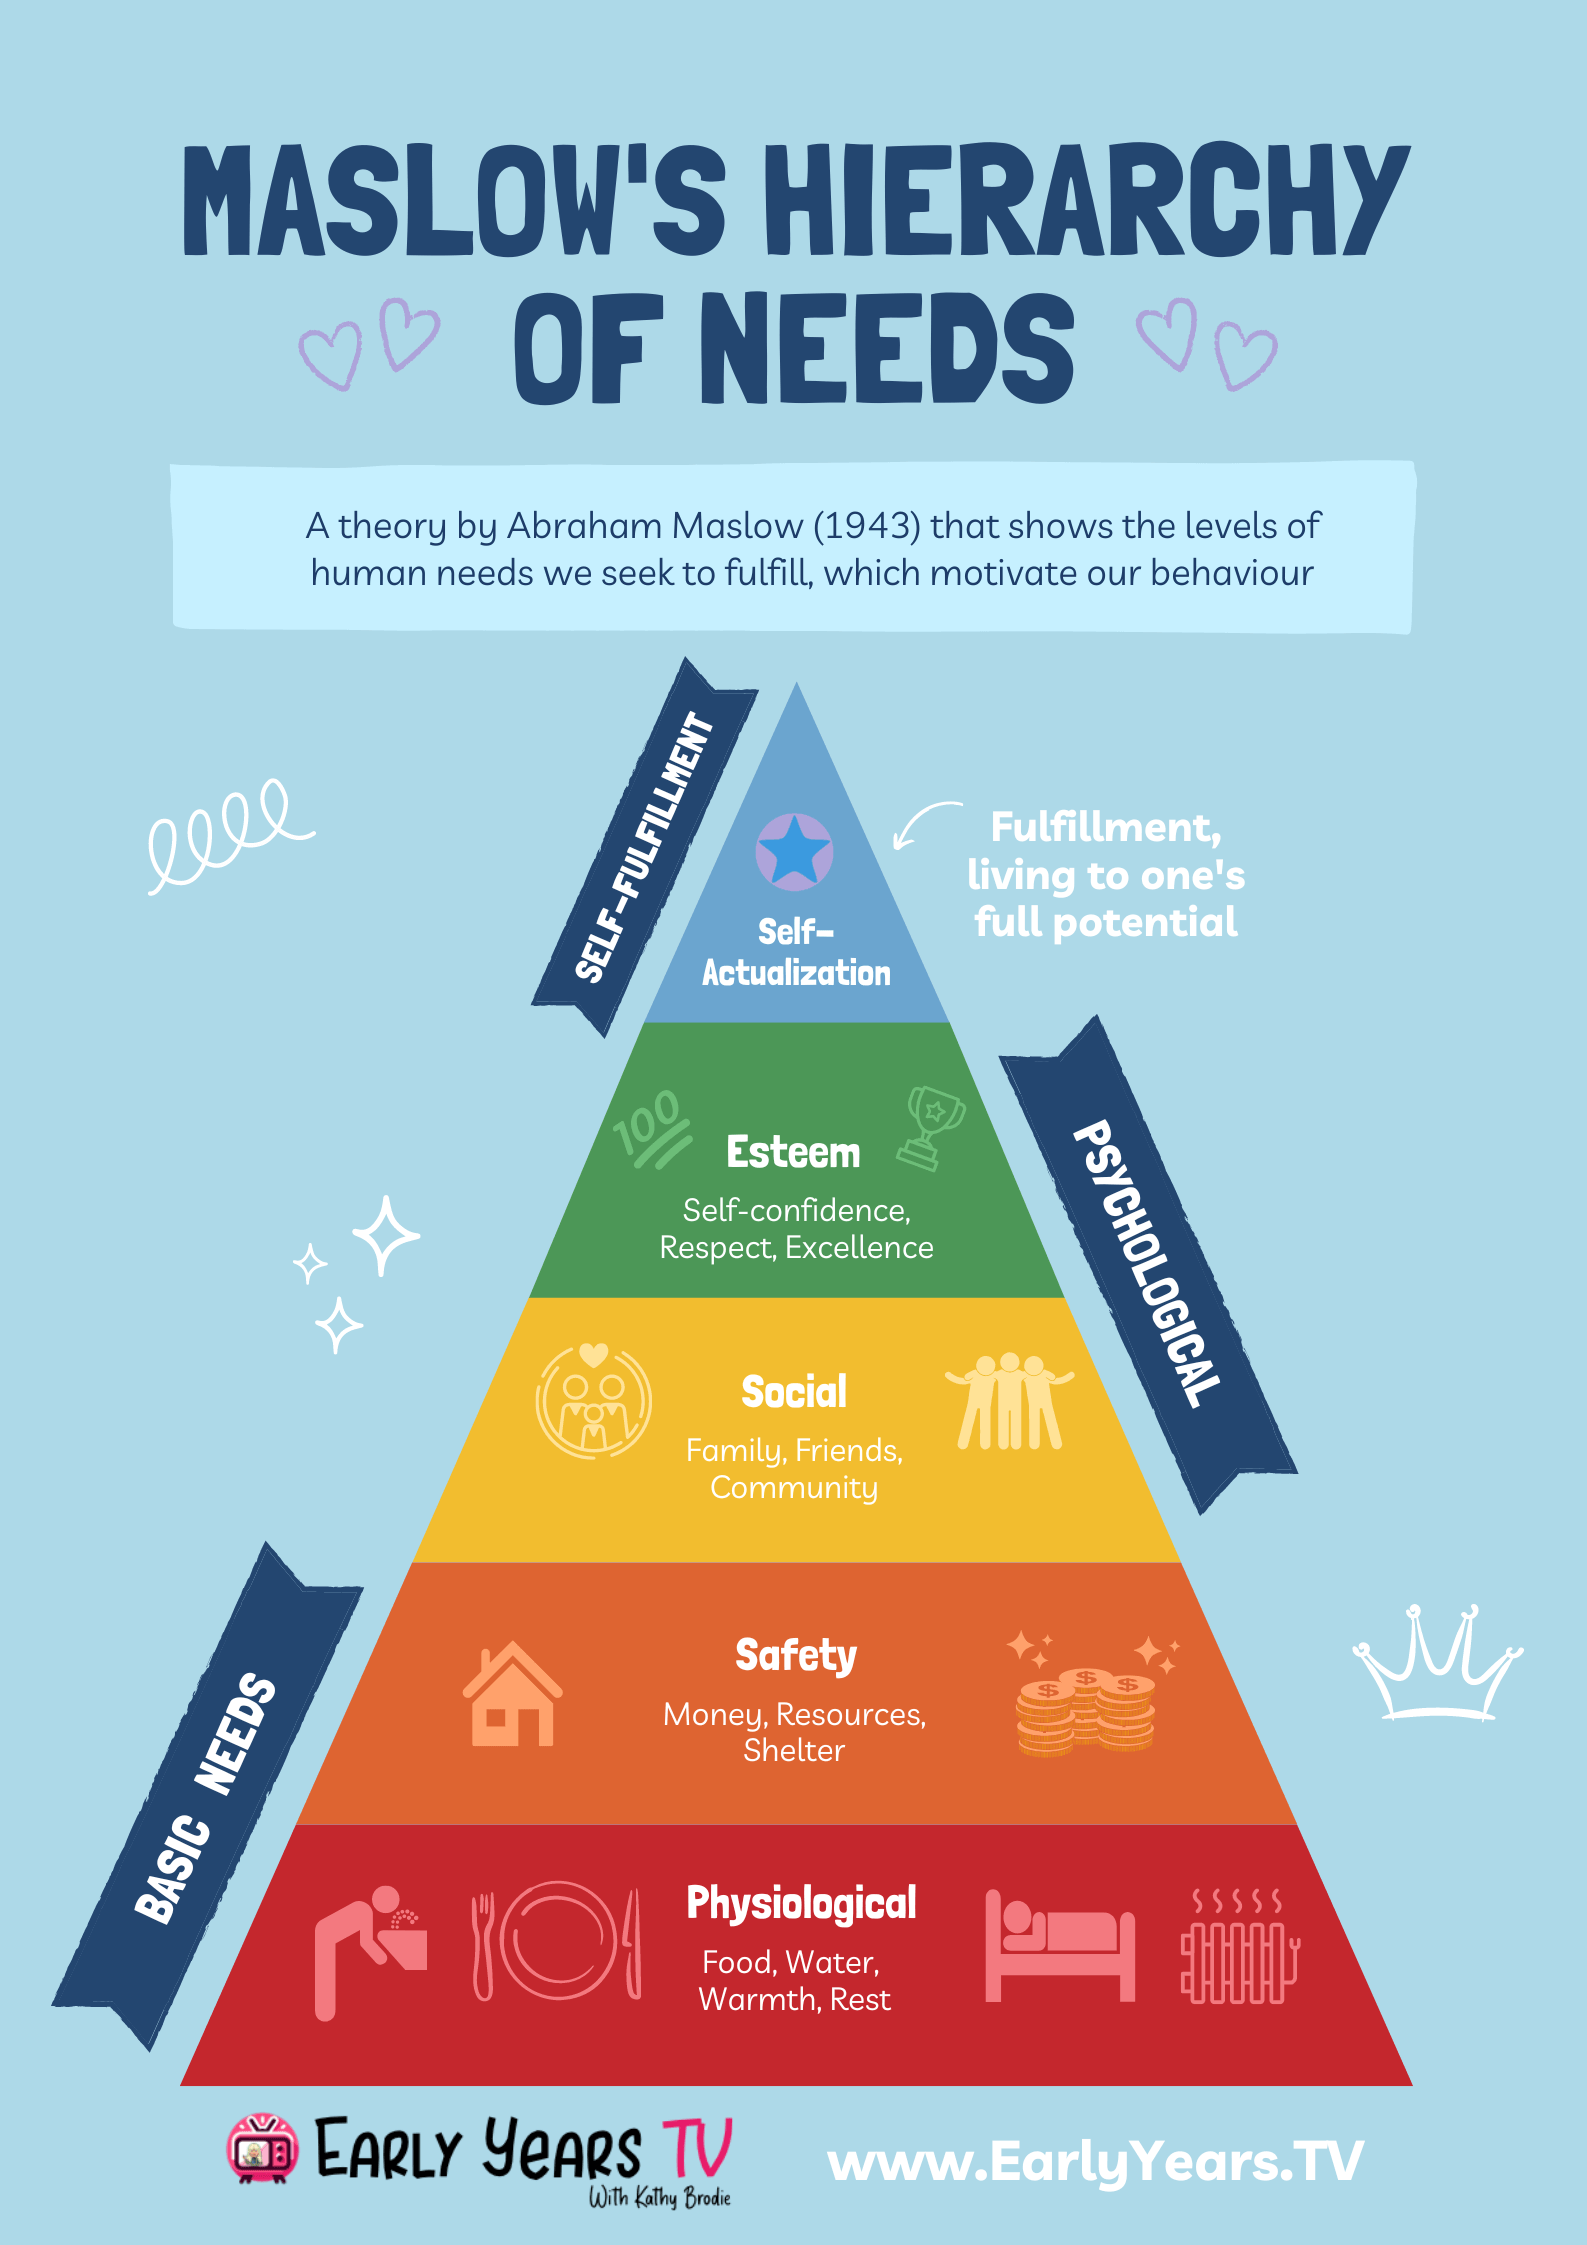 MASLOW'S HIERARCHY
OF NEEDS
A theory by Abraham Maslow (1943) that shows the levels of
human needs we seek to fulfill, which motivate our behaviour
SELF-FULFILLMENT
Fulfillment,
living to one's
full potential
Self-
Actualization
PSYCHOLOGICAL
100
Esteem
Self-confidence,
Respect, Excellence
Social
Family, Friends,
Community
BASIC NEEDS
Safety
Money, Resources,
Shelter
$ $ $
Physiological
Food, Water,
Warmth, Rest
EARLY YEARS TV
With Kathy Brodie
www.EarlyYears.TV